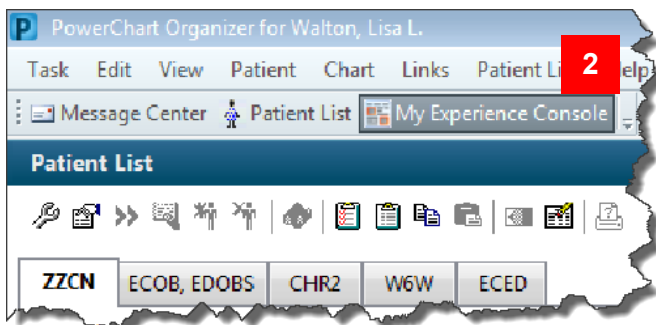 P PowerChart Organizer for Walton, Lisa L.
Task Edit View Patient Chart Links Patient Li 2 elp
Message Center Patient List My Experience Console
Patient List
ZZCN ECOB, EDOBS CHR2 W6W ECED